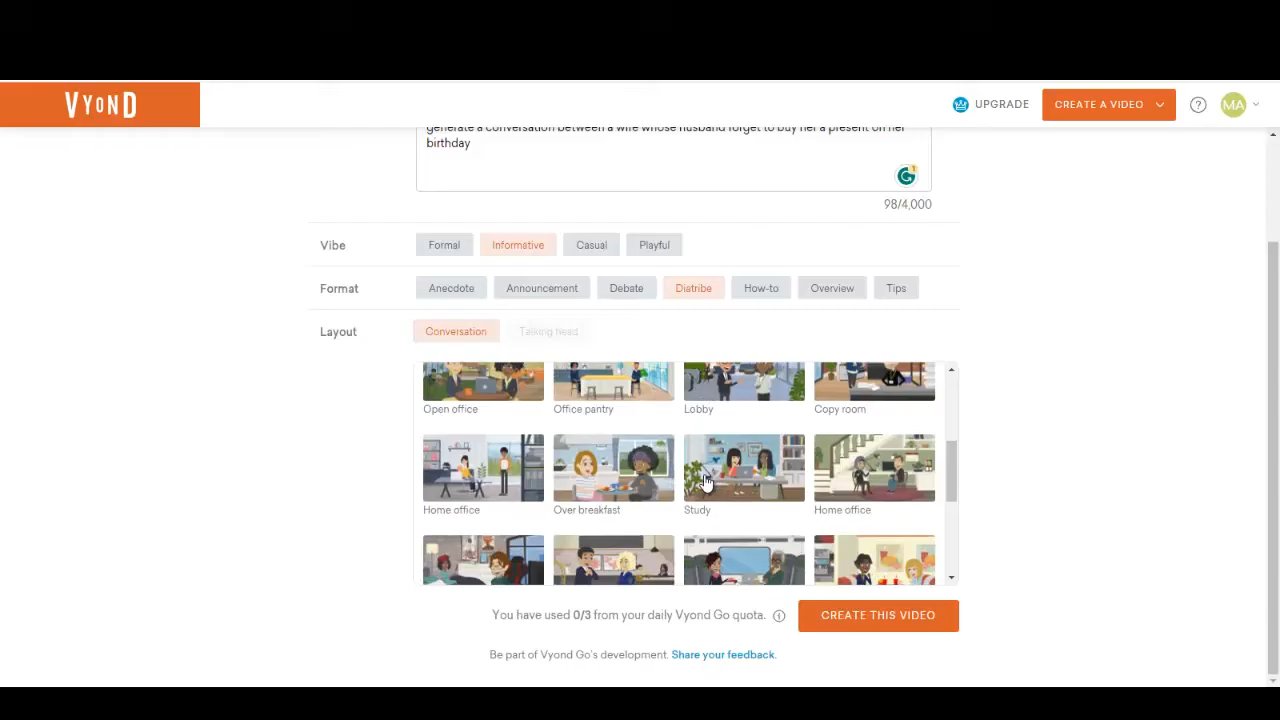 VYOND
UPGRADE
CREATE A VIDEO
?
MA
generate a conversation between a wife whose husband forget to buy her a present on her
birthday
98/4,000
Vibe
Formal
Informative
Casual
Playful
Format
Anecdote
Announcement
Debate
Diatribe
How-to
Overview
Tips
Layout
Conversation
Talking head
Open office
Office pantry
Lobby
Copy room
Home office
Over breakfast
Study
Home office
You have used 0/3 from your daily Vyond Go quota.
CREATE THIS VIDEO
Be part of Vyond Go's development. Share your feedback.